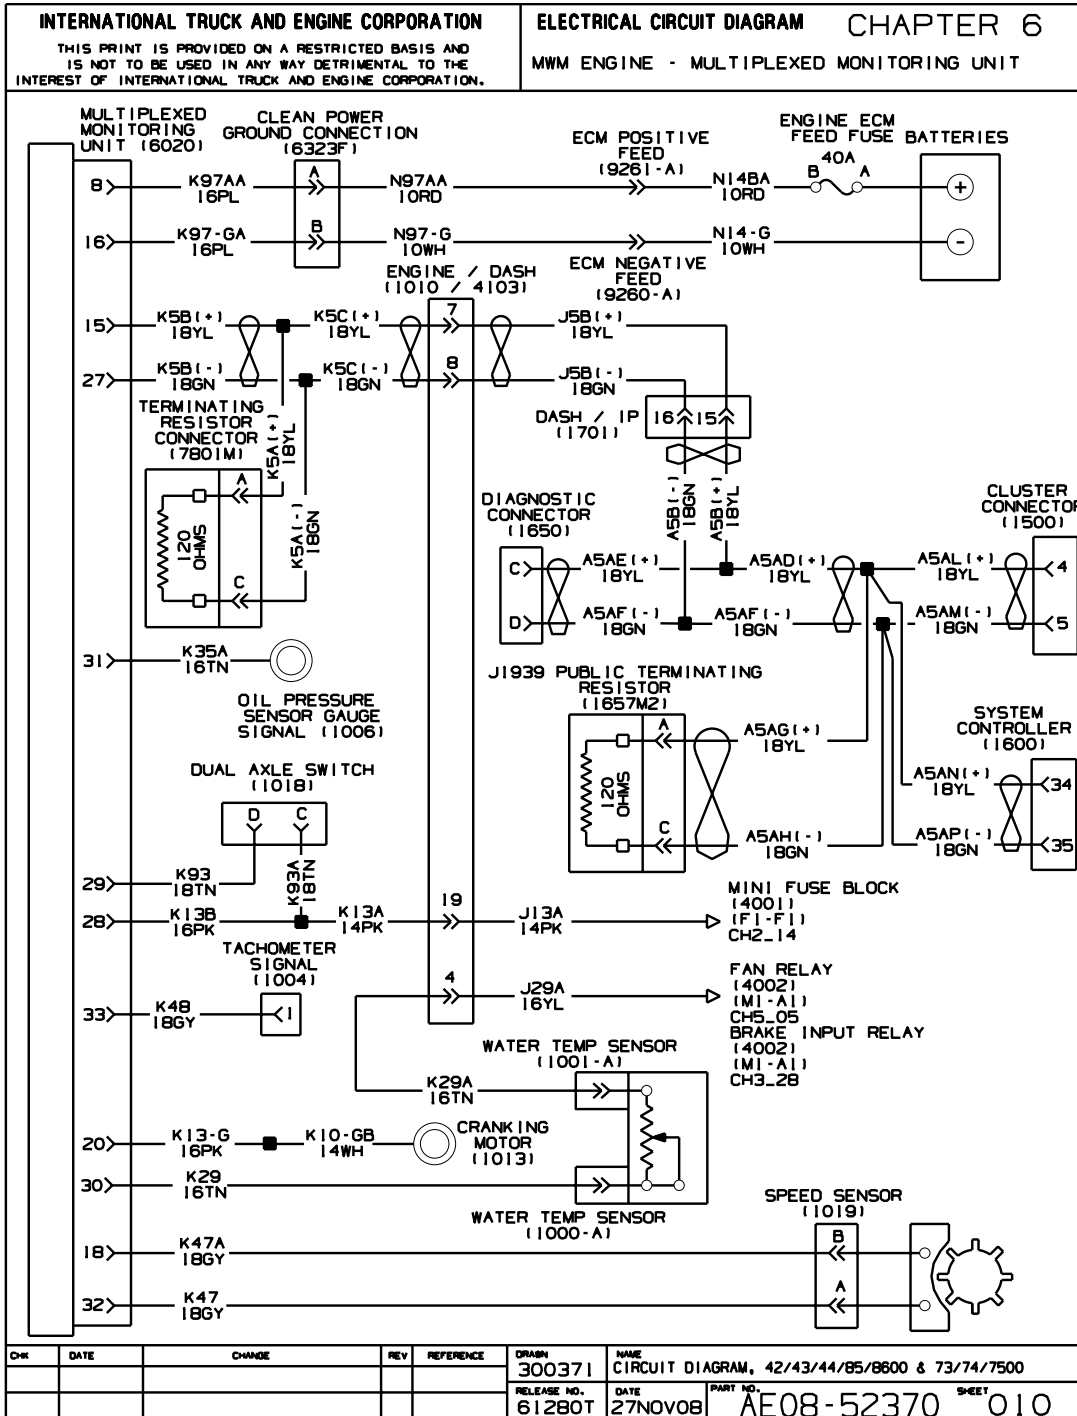 INTERNATIONAL TRUCK AND ENGINE CORPORATION
THIS PRINT IS PROVIDED ON A RESTRICTED BASIS AND
IS NOT TO BE USED IN ANY WAY DETRIMENTAL TO THE
INTEREST OF INTERNATIONAL TRUCK AND ENGINE CORPORATION.
ELECTRICAL CIRCUIT DIAGRAM CHAPTER 6
MWM ENGINE - MULTIPLEXED MONITORING UNIT
MULTIPLEXED
MONITORING
UNIT (6020)
CLEAN POWER
GROUND CONNECTION
(6323F)
ECM POSITIVE
FEED
(9261-A)
ENGINE ECM
FEED FUSE
40A
B A
BATTERIES
+
-
8
K97AA
16PL
A
N97AA
10RD
N14BA
10RD
16
K97-GA
16PL
B
N97-G
10WH
N14-G
10WH
ECM NEGATIVE
FEED
(9260-A)
ENGINE / DASH
(1010 / 4103)
15
K5B(+)
18YL
K5C(+)
18YL
7
J5B(+)
18YL
27
K5B(-)
18GN
K5C(-)
18GN
8
J5B(-)
18GN
DASH / IP
(1701)
16 15
TERMINATING
RESISTOR
CONNECTOR
(7801M)
K5A(+)
18YL
K5A(-)
18GN
A
120
OHMS
C
A5B(-)
18GN
A5B(+)
18YL
DIAGNOSTIC
CONNECTOR
(1650)
CLUSTER
CONNECTOR
(1500)
C
A5AE(+)
18YL
A5AD(+)
18YL
A5AL(+)
18YL
4
D
A5AF(-)
18GN
A5AF(-)
18GN
A5AM(-)
18GN
5
31
K35A
16TN
OIL PRESSURE
SENSOR GAUGE
SIGNAL (1006)
J1939 PUBLIC TERMINATING
RESISTOR
(1657M2)
A
120
OHMS
C
A5AG(+)
18YL
A5AH(-)
18GN
SYSTEM
CONTROLLER
(1600)
A5AN(+)
18YL
34
A5AP(-)
18GN
35
DUAL AXLE SWITCH
(1018)
D C
K93A
18TN
29
K93
18TN
28
K13B
16PK
K13A
14PK
19
J13A
14PK
MINI FUSE BLOCK
(4001)
(F1-F1)
CH2_14
TACHOMETER
SIGNAL
(1004)
33
K48
18GY
1
4
J29A
16YL
FAN RELAY
(4002)
(M1-A1)
CH5_05
BRAKE INPUT RELAY
(4002)
(M1-A1)
CH3_28
WATER TEMP SENSOR
(1001-A)
K29A
16TN
20
K13-G
16PK
K10-GB
14WH
CRANKING
MOTOR
(1013)
30
K29
16TN
WATER TEMP SENSOR
(1000-A)
SPEED SENSOR
(1019)
18
K47A
18GY
B
32
K47
18GY
A
CHK DATE CHANGE REV REFERENCE
DRAWN
300371
NAME
CIRCUIT DIAGRAM, 42/43/44/85/8600 & 73/74/7500
RELEASE NO.
61280T
DATE
27NOV08
PART NO.
AE08-52370
SHEET
010